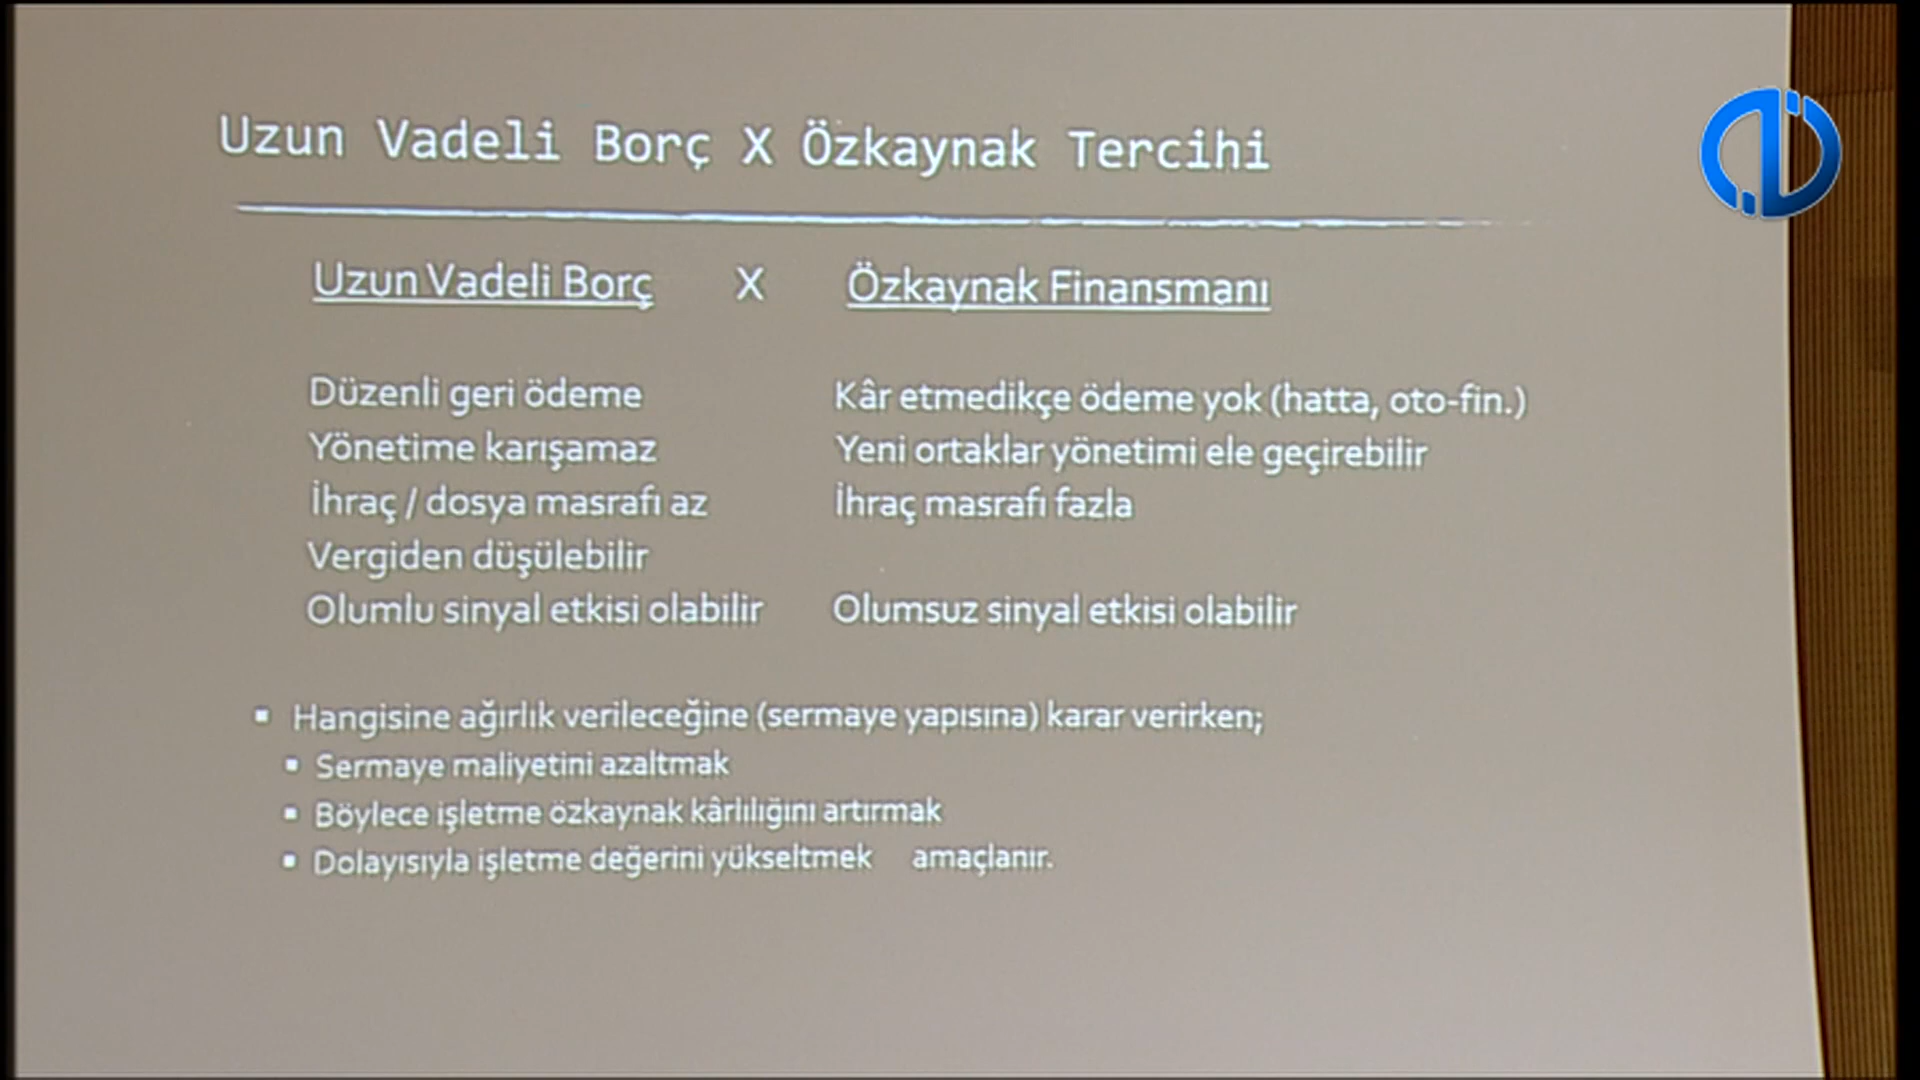 Uzun Vadeli Borç X Özkaynak Tercihi
Uzun Vadeli Borç X Özkaynak Finansmanı
Düzenli geri ödeme Kâr etmedikçe ödeme yok (hatta, oto-fin.)
Yönetime karışamaz Yeni ortaklar yönetimi ele geçirebilir
İhraç / dosya masrafı az İhraç masrafı fazla
Vergiden düşülebilir
Olumlu sinyal etkisi olabilir Olumsuz sinyal etkisi olabilir
▪ Hangisine ağırlık verileceğine (sermaye yapısına) karar verirken;
▪ Sermaye maliyetini azaltmak
▪ Böylece işletme özkaynak kârlılığını artırmak
▪ Dolayısıyla işletme değerini yükseltmek amaçlanır.